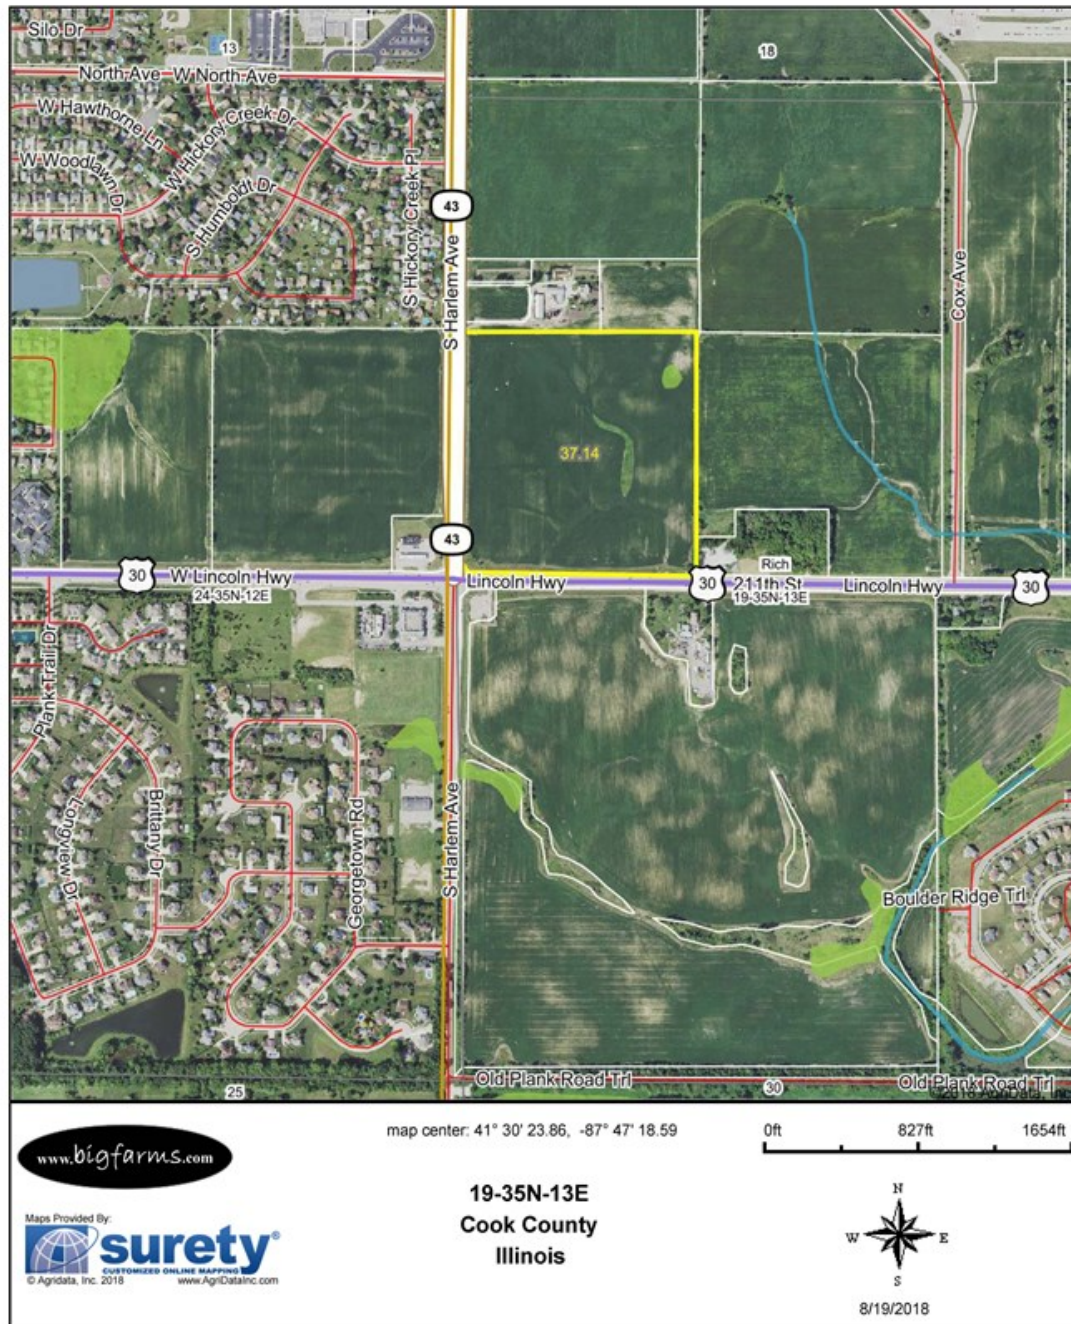 Silo Dr
13
18
North Ave W North Ave
W Hawthorne Ln
W Hickory Creek Dr
W Woodlawn Dr
S Humboldt Dr
S Hickory Creek Pl
43
S Harlem Ave
Cox Ave
37.14
43
30
W Lincoln Hwy
Lincoln Hwy
30
Rich
211th St
Lincoln Hwy
30
24-35N-12E
19-35N-13E
Plank Trail Dr
Longview Dr
Brittany Dr
Georgetown Rd
S Harlem Ave
Boulder Ridge Trl
Old Plank Road Trl
Old Plank Road Trl
25
30
©2018 AgriData, Inc
map center: 41° 30' 23.86, -87° 47' 18.59
0ft 827ft 1654ft
www.bigfarms.com
19-35N-13E
Cook County
Illinois
Maps Provided By:
surety®
CUSTOMIZED ONLINE MAPPING
© Agridata, Inc. 2018 www.AgriDataInc.com
N
W E
S
8/19/2018